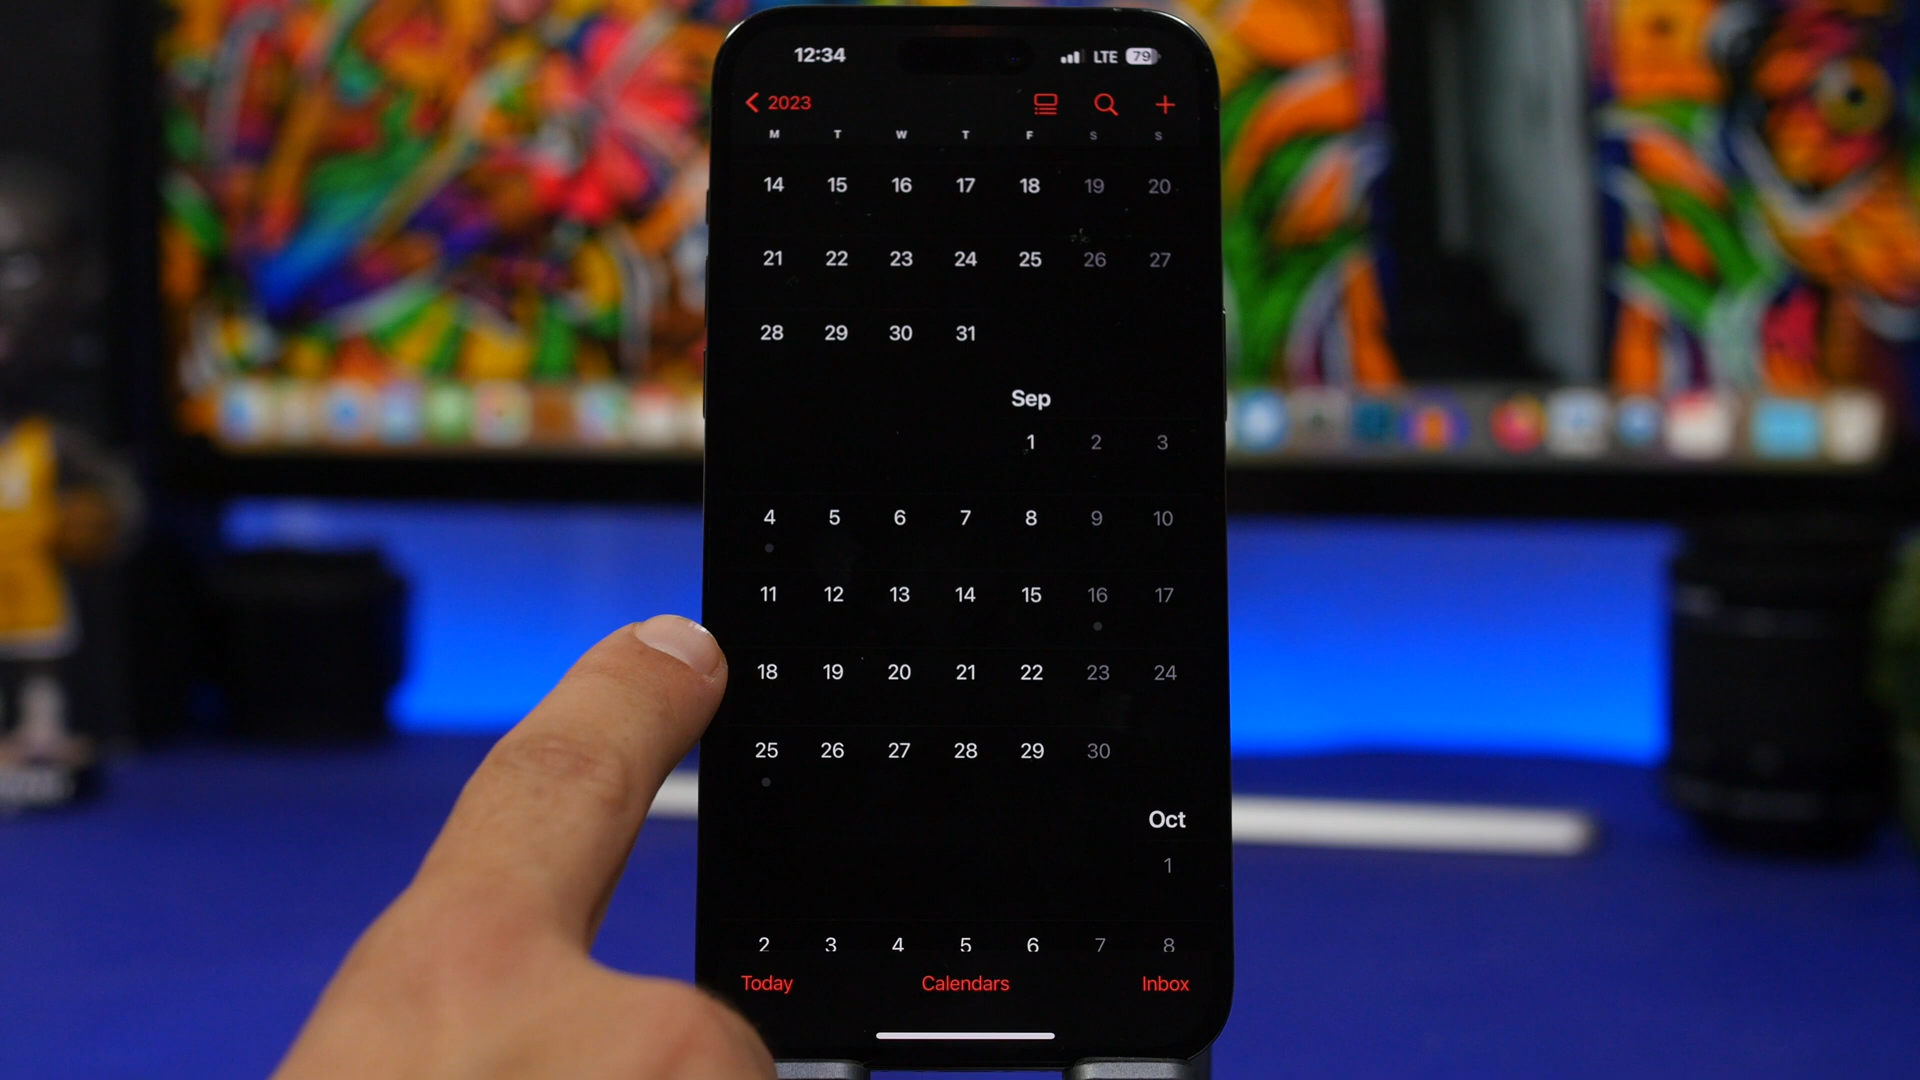 12:34 LTE 79
2023
M T W T F S S
14 15 16 17 18 19 20
21 22 23 24 25 26 27
28 29 30 31
Sep
1 2 3
4 5 6 7 8 9 10
11 12 13 14 15 16 17
18 19 20 21 22 23 24
25 26 27 28 29 30
Oct
1
2 3 4 5 6 7 8
Today Calendars Inbox